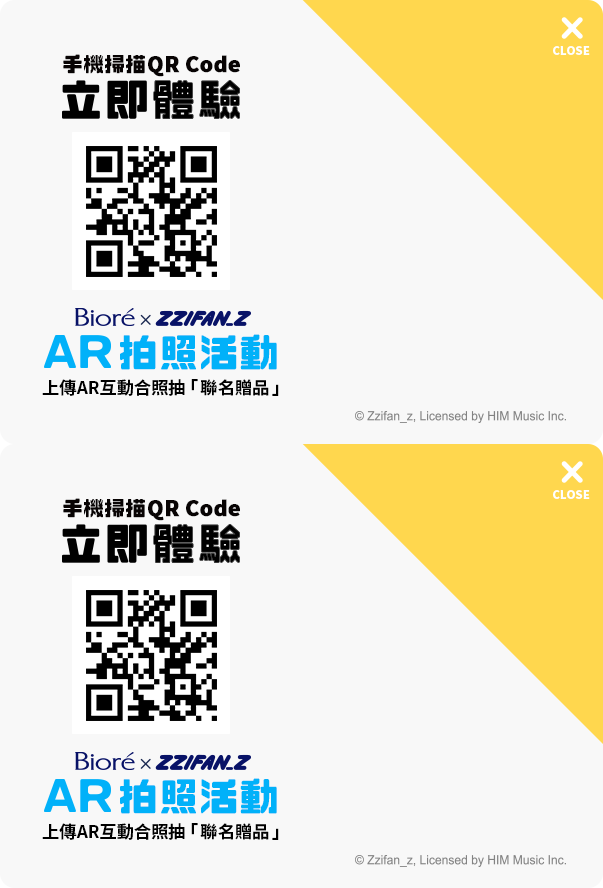 CLOSE
手機掃描QR Code
立即體驗
Bioré × ZZIFAN_Z
AR拍照活動
上傳AR互動合照抽「聯名贈品」
© Zzifan_z, Licensed by HIM Music Inc.
CLOSE
手機掃描QR Code
立即體驗
Bioré × ZZIFAN_Z
AR拍照活動
上傳AR互動合照抽「聯名贈品」
© Zzifan_z, Licensed by HIM Music Inc.